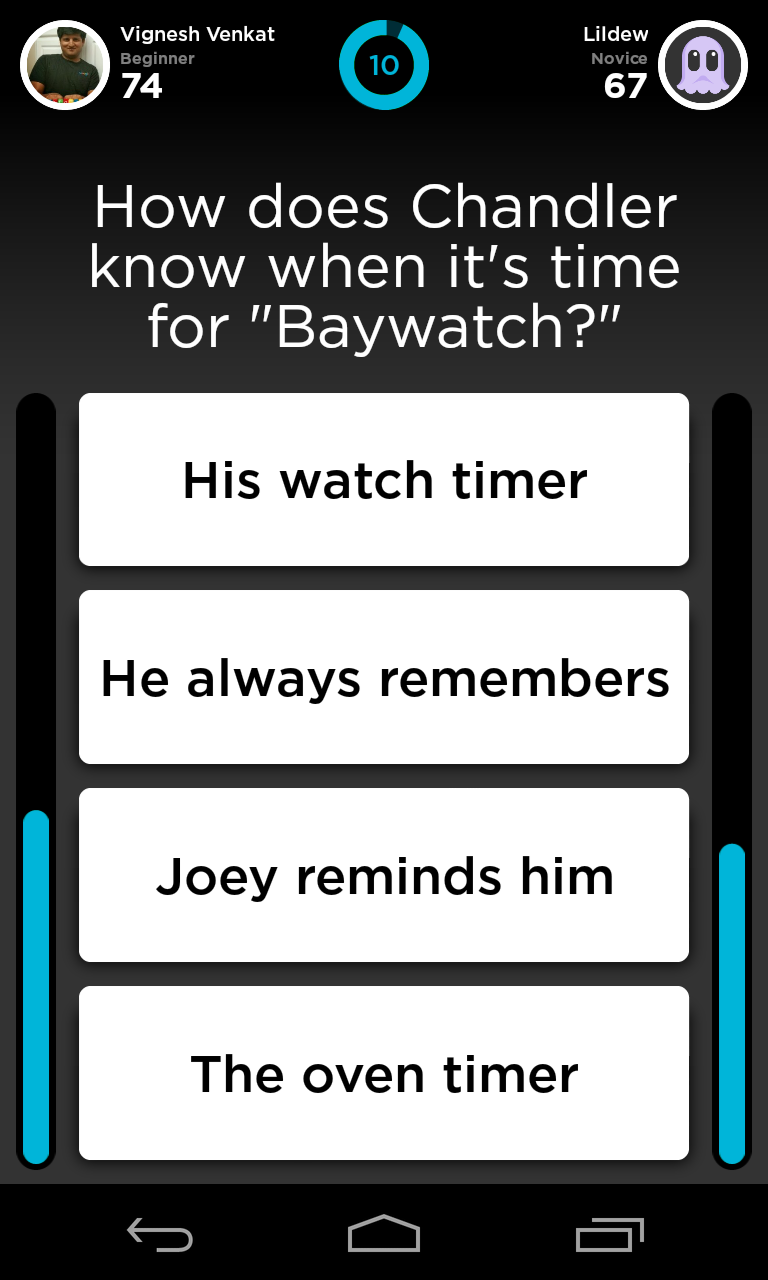 Vignesh Venkat
Beginner
74
10
Lildew
Novice
67
How does Chandler
know when it's time
for "Baywatch?"
His watch timer
He always remembers
Joey reminds him
The oven timer